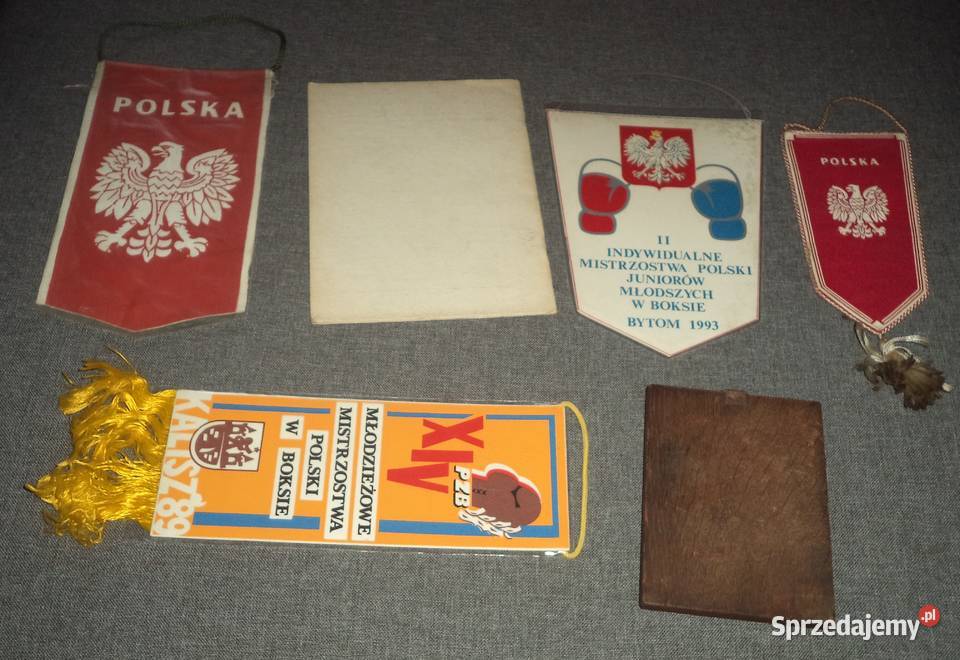 POLSKA
II
INDYWIDUALNE
MISTRZOSTWA POLSKI
JUNIORÓW
MŁODSZYCH
W BOKSIE
BYTOM 1993
POLSKA
XIV
PZB
MŁODZIEŻOWE
MISTRZOSTWA
POLSKI
W BOKSIE
KALISZ'89
Sprzedajemy.pl